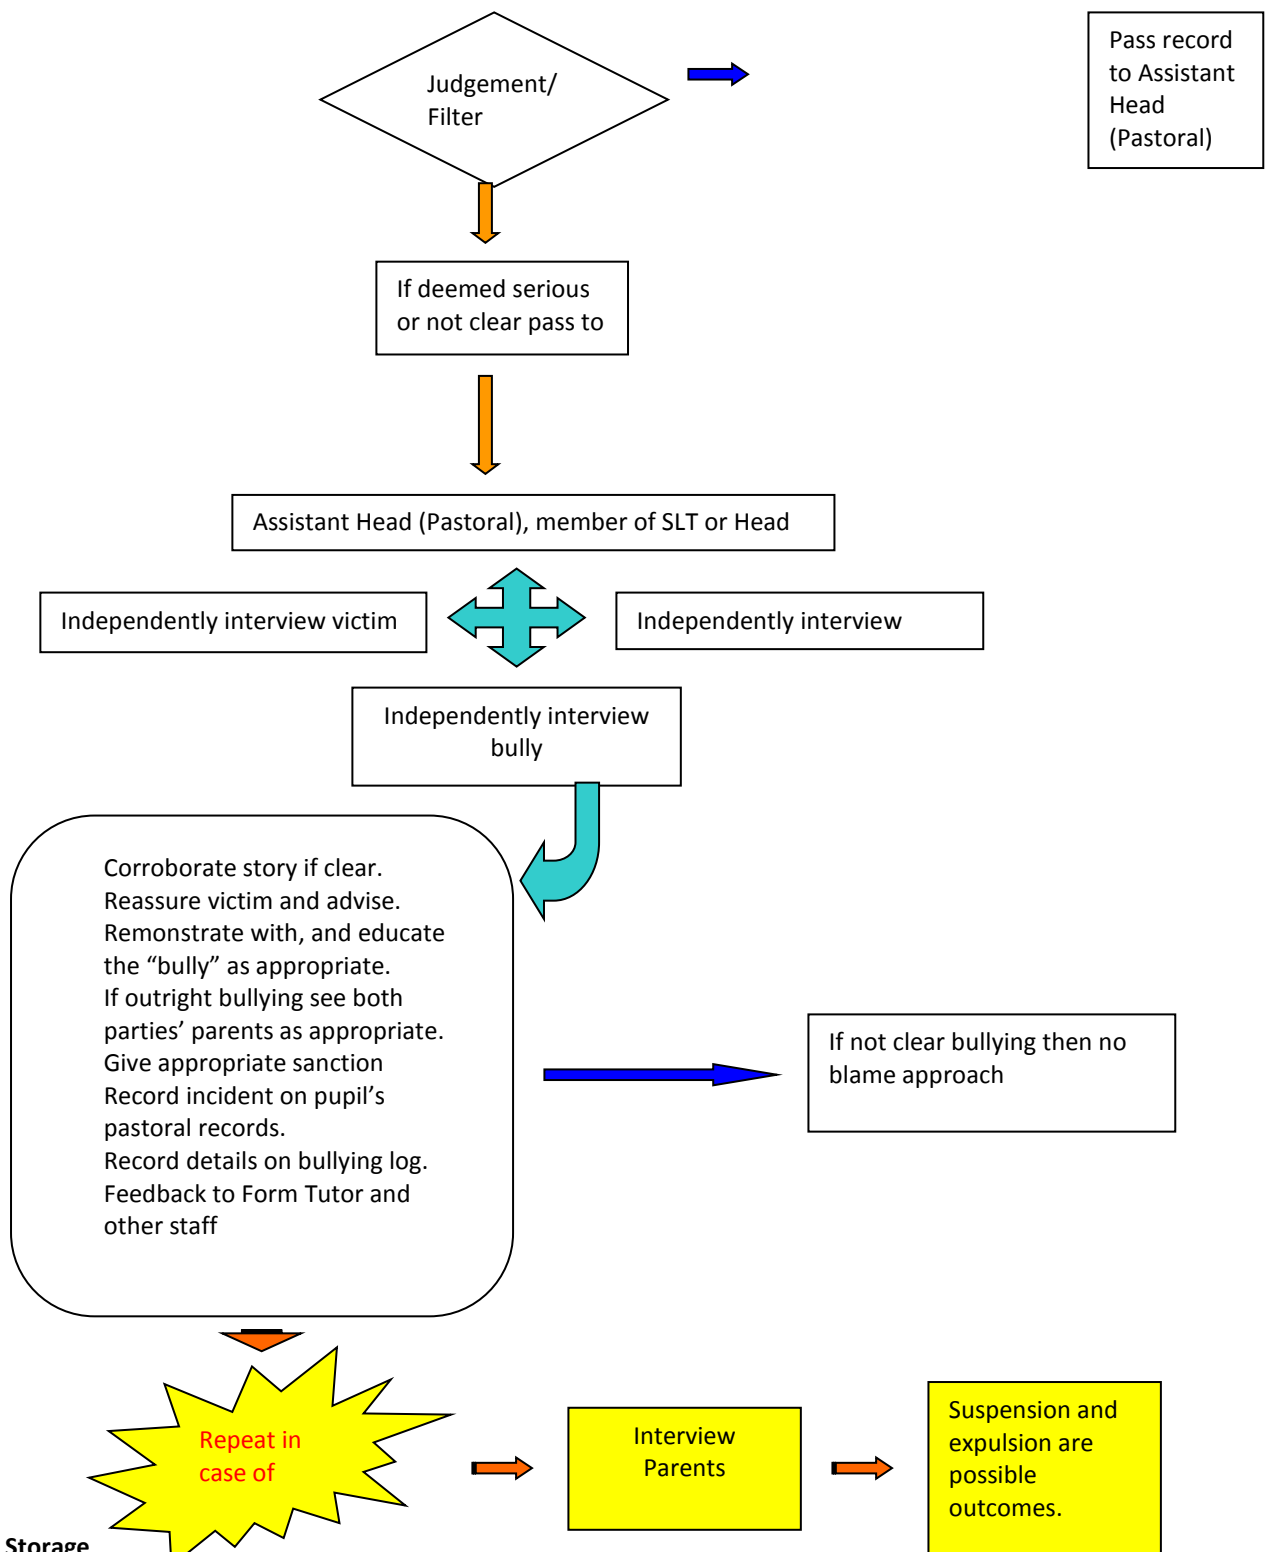 Judgement/
Filter
Pass record
to Assistant
Head
(Pastoral)
If deemed serious
or not clear pass to
Assistant Head (Pastoral), member of SLT or Head
Independently interview victim
Independently interview
Independently interview
bully
Corroborate story if clear.
Reassure victim and advise.
Remonstrate with, and educate
the “bully” as appropriate.
If outright bullying see both
parties’ parents as appropriate.
Give appropriate sanction
Record incident on pupil’s
pastoral records.
Record details on bullying log.
Feedback to Form Tutor and
other staff
If not clear bullying then no
blame approach
Repeat in
case of
Interview
Parents
Suspension and
expulsion are
possible
outcomes.
Storage